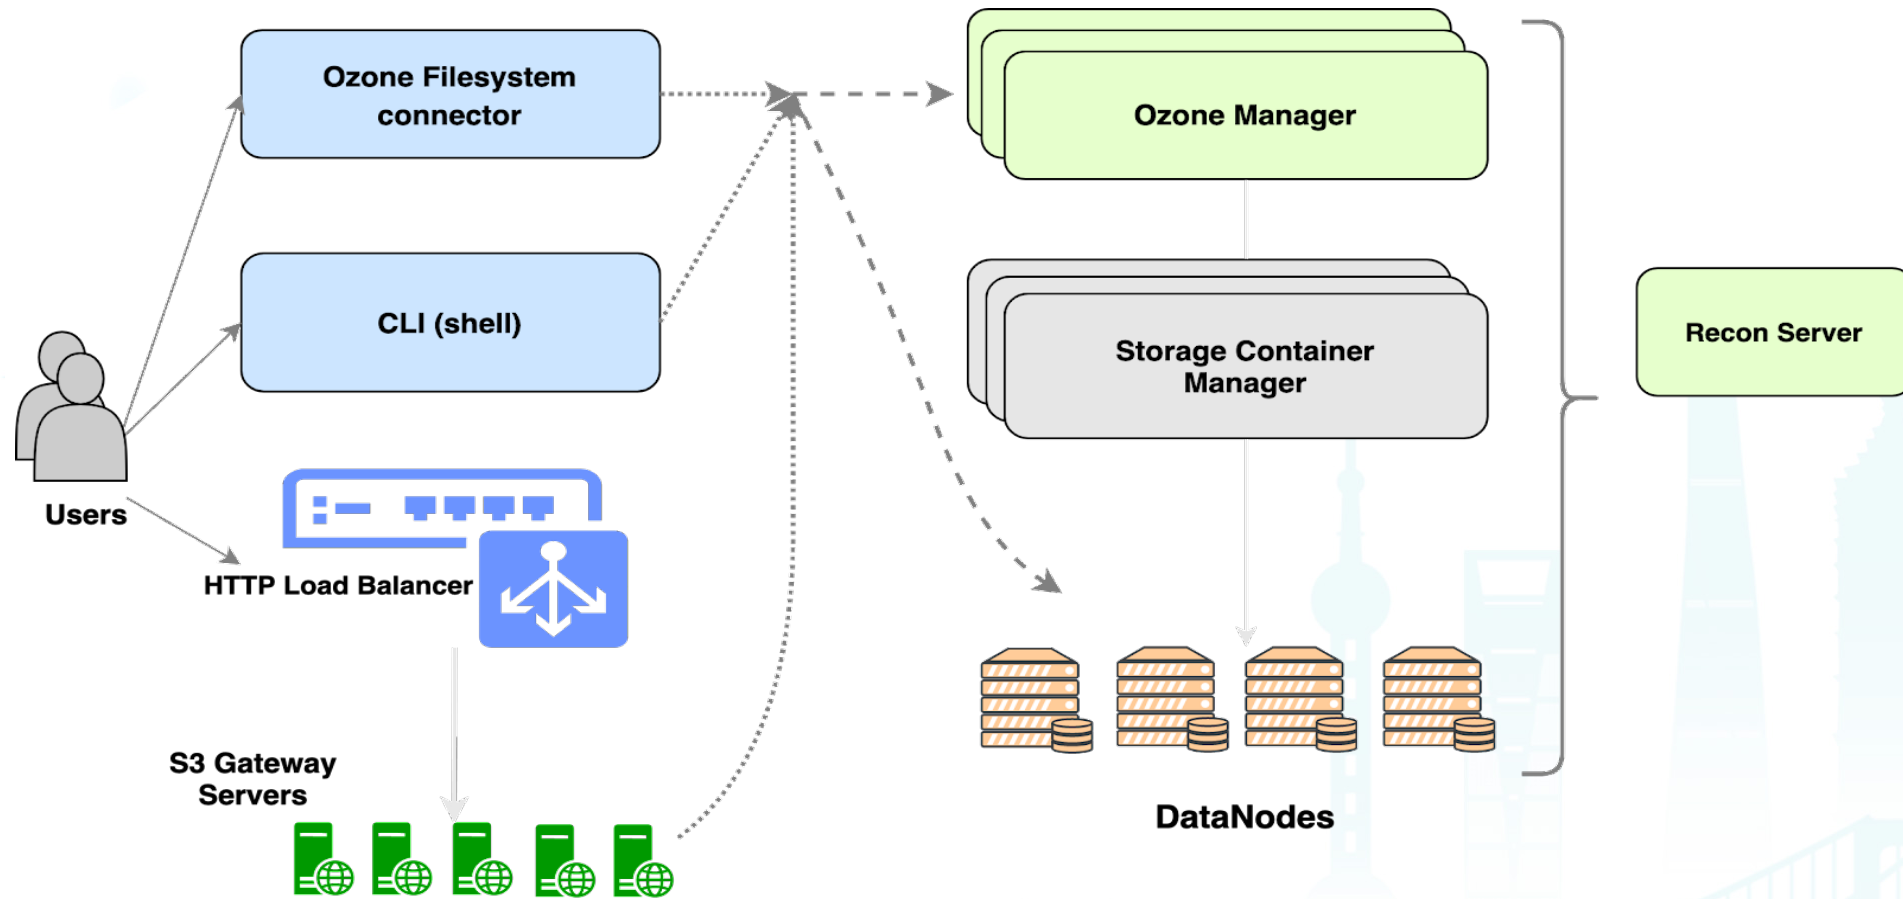 Ozone Filesystem
connector
Ozone Manager
CLI (shell)
Storage Container
Manager
Recon Server
Users
HTTP Load Balancer
S3 Gateway
Servers
DataNodes